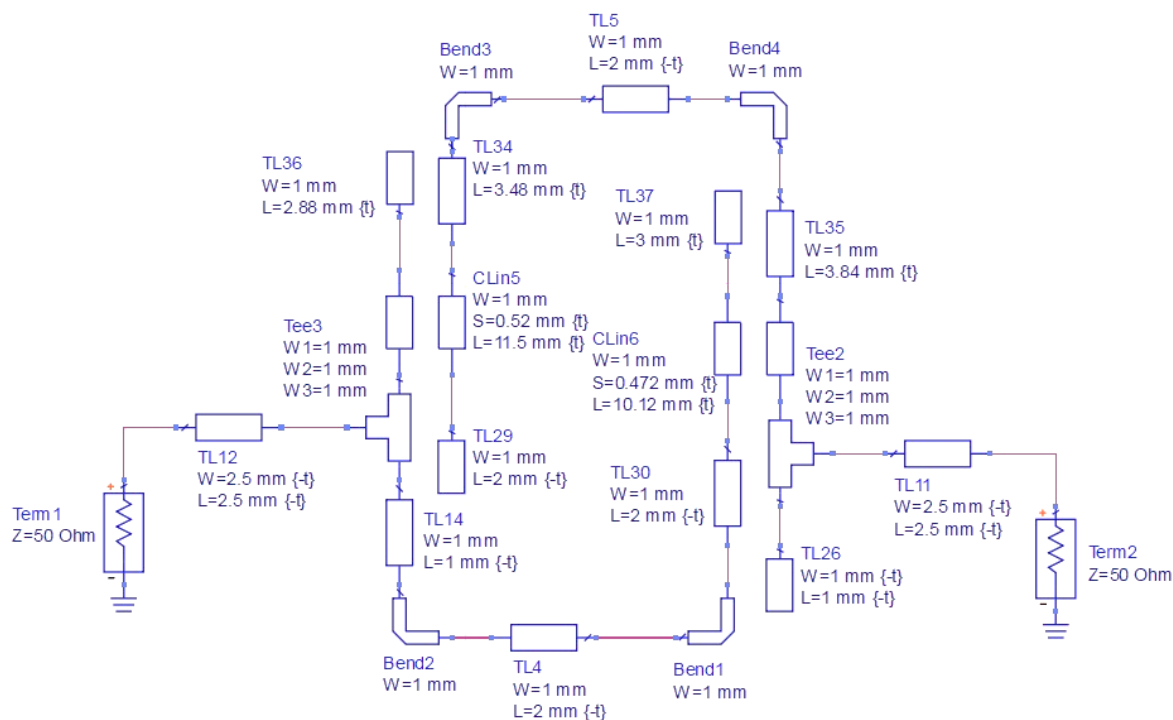 TL5
W=1 mm
L=2 mm {-t}
Bend3
W=1 mm
Bend4
W=1 mm
TL34
W=1 mm
L=3.48 mm {t}
TL36
W=1 mm
L=2.88 mm {t}
TL37
W=1 mm
L=3 mm {t}
TL35
W=1 mm
L=3.84 mm {t}
CLin5
W=1 mm
S=0.52 mm {t}
L=11.5 mm {t}
Tee3
W1=1 mm
W2=1 mm
W3=1 mm
CLin6
W=1 mm
S=0.472 mm {t}
L=10.12 mm {t}
Tee2
W1=1 mm
W2=1 mm
W3=1 mm
TL12
W=2.5 mm {-t}
L=2.5 mm {-t}
TL29
W=1 mm
L=2 mm {-t}
TL30
W=1 mm
L=2 mm {-t}
TL11
W=2.5 mm {-t}
L=2.5 mm {-t}
+
Term1
Z=50 Ohm
-
TL14
W=1 mm
L=1 mm {-t}
TL26
W=1 mm {-t}
L=1 mm {-t}
+
Term2
Z=50 Ohm
-
Bend2
W=1 mm
TL4
W=1 mm
L=2 mm {-t}
Bend1
W=1 mm